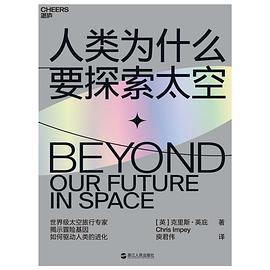 CHEERS
湛庐
人类为什么
要探索太空
BEYOND
OUR FUTURE
IN SPACE
世界级太空旅行专家
揭示冒险基因
如何驱动人类的进化
[英] 克里斯·英庇 著
Chris Impey
庾君伟 译
浙江人民出版社